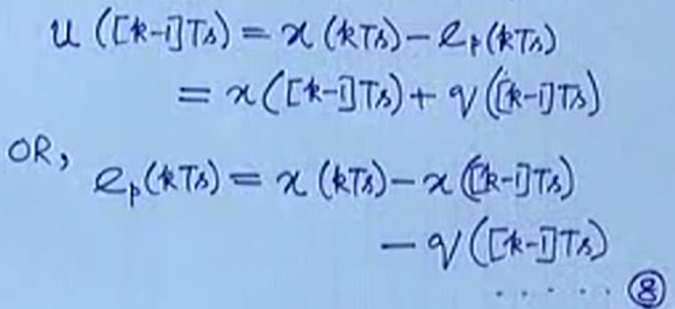 u([k-1]Ts) = x(kTs) - ep(kTs)
= x([k-1]Ts) + q([k-1]Ts)
OR,
ep(kTs) = x(kTs) - x([k-1]Ts)
- q([k-1]Ts)
...... ⑧